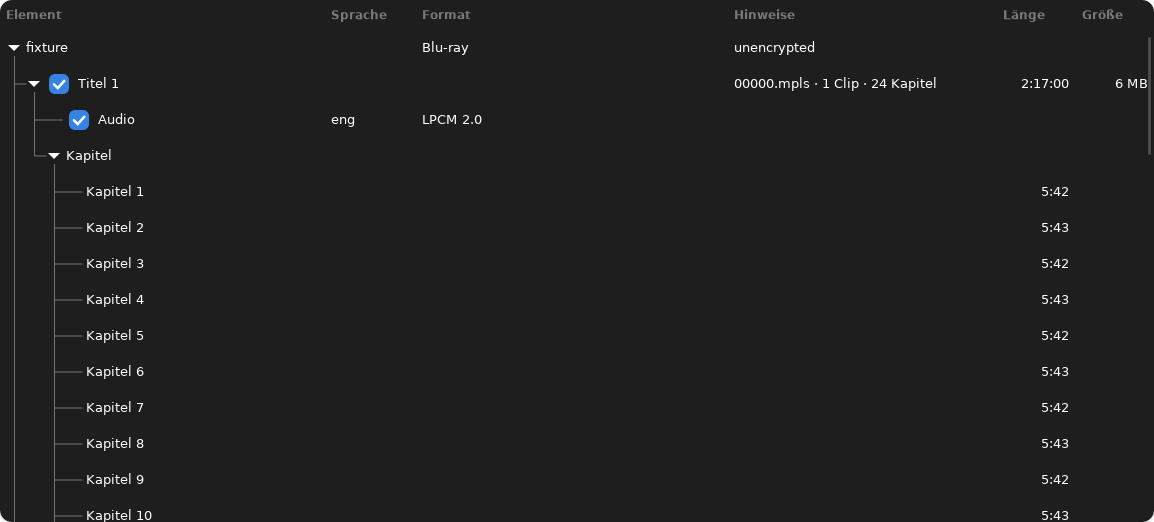 Element Sprache Format Hinweise Länge Größe
fixture Blu-ray unencrypted
Titel 1 00000.mpls · 1 Clip · 24 Kapitel 2:17:00 6 MB
Audio eng LPCM 2.0
Kapitel
Kapitel 1 5:42
Kapitel 2 5:43
Kapitel 3 5:42
Kapitel 4 5:43
Kapitel 5 5:42
Kapitel 6 5:43
Kapitel 7 5:42
Kapitel 8 5:43
Kapitel 9 5:42
Kapitel 10 5:43